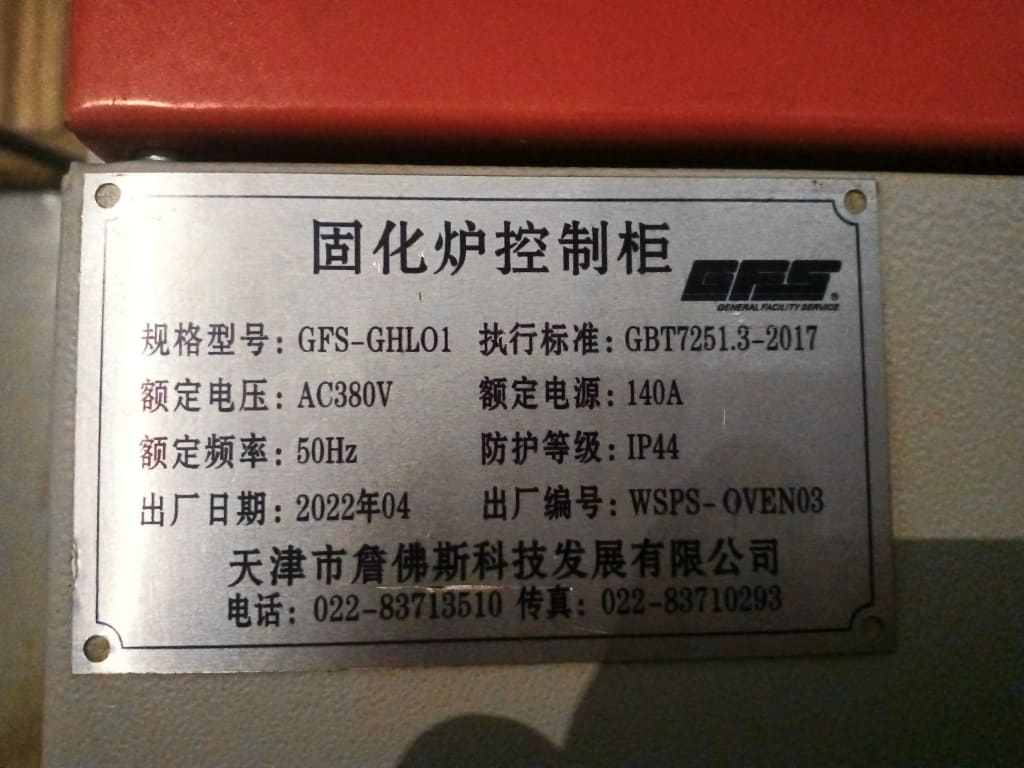 固化炉控制柜
GFS®
GENERAL FACILITY SERVICE
规格型号: GFS-GHL01 执行标准: GBT7251.3-2017
额定电压: AC380V 额定电源: 140A
额定频率: 50Hz 防护等级: IP44
出厂日期: 2022年04 出厂编号: WSPS-OVEN03
天津市詹佛斯科技发展有限公司
电话: 022-83713510 传真: 022-83710293